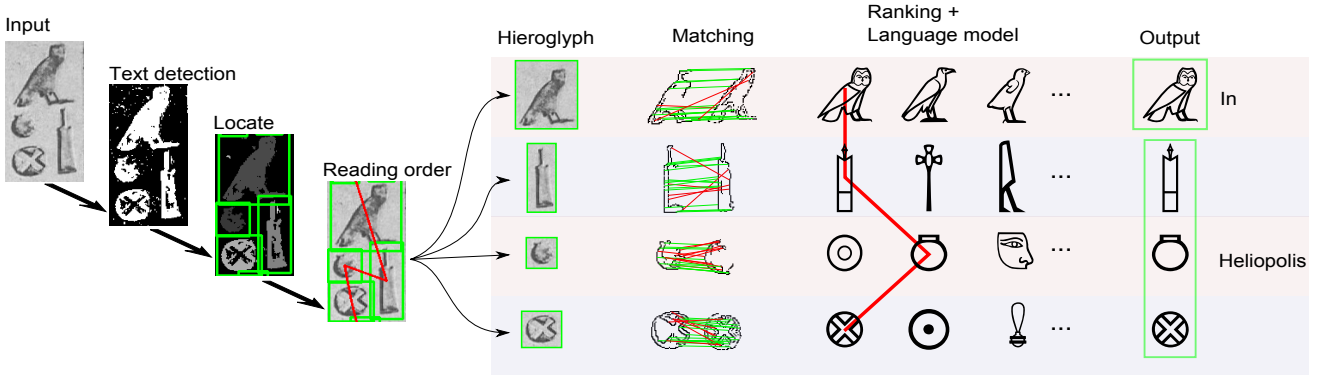 Input
Text detection
Locate
Reading order
Hieroglyph
Matching
Ranking +
Language model
Output
...
In
...
...
Heliopolis
...